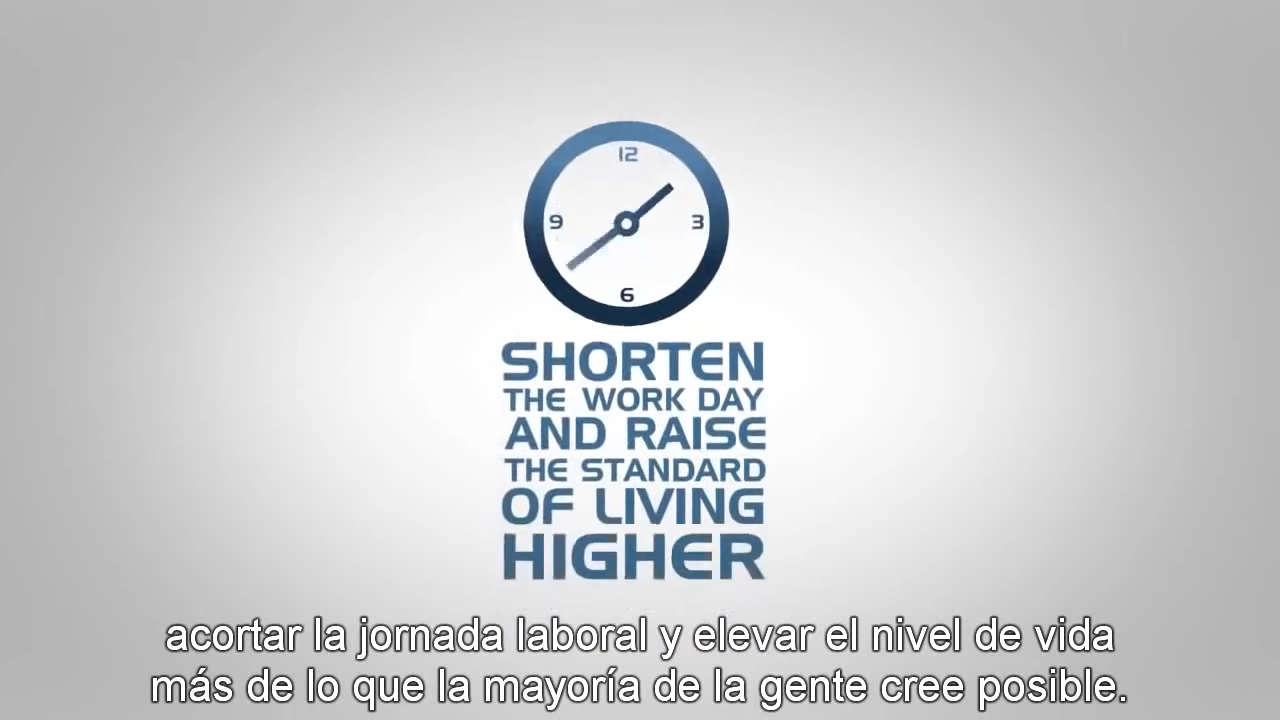 12
9
3
6
SHORTEN
THE WORK DAY
AND RAISE
THE STANDARD
OF LIVING
HIGHER
acortar la jornada laboral y elevar el nivel de vida
más de lo que la mayoría de la gente cree posible.